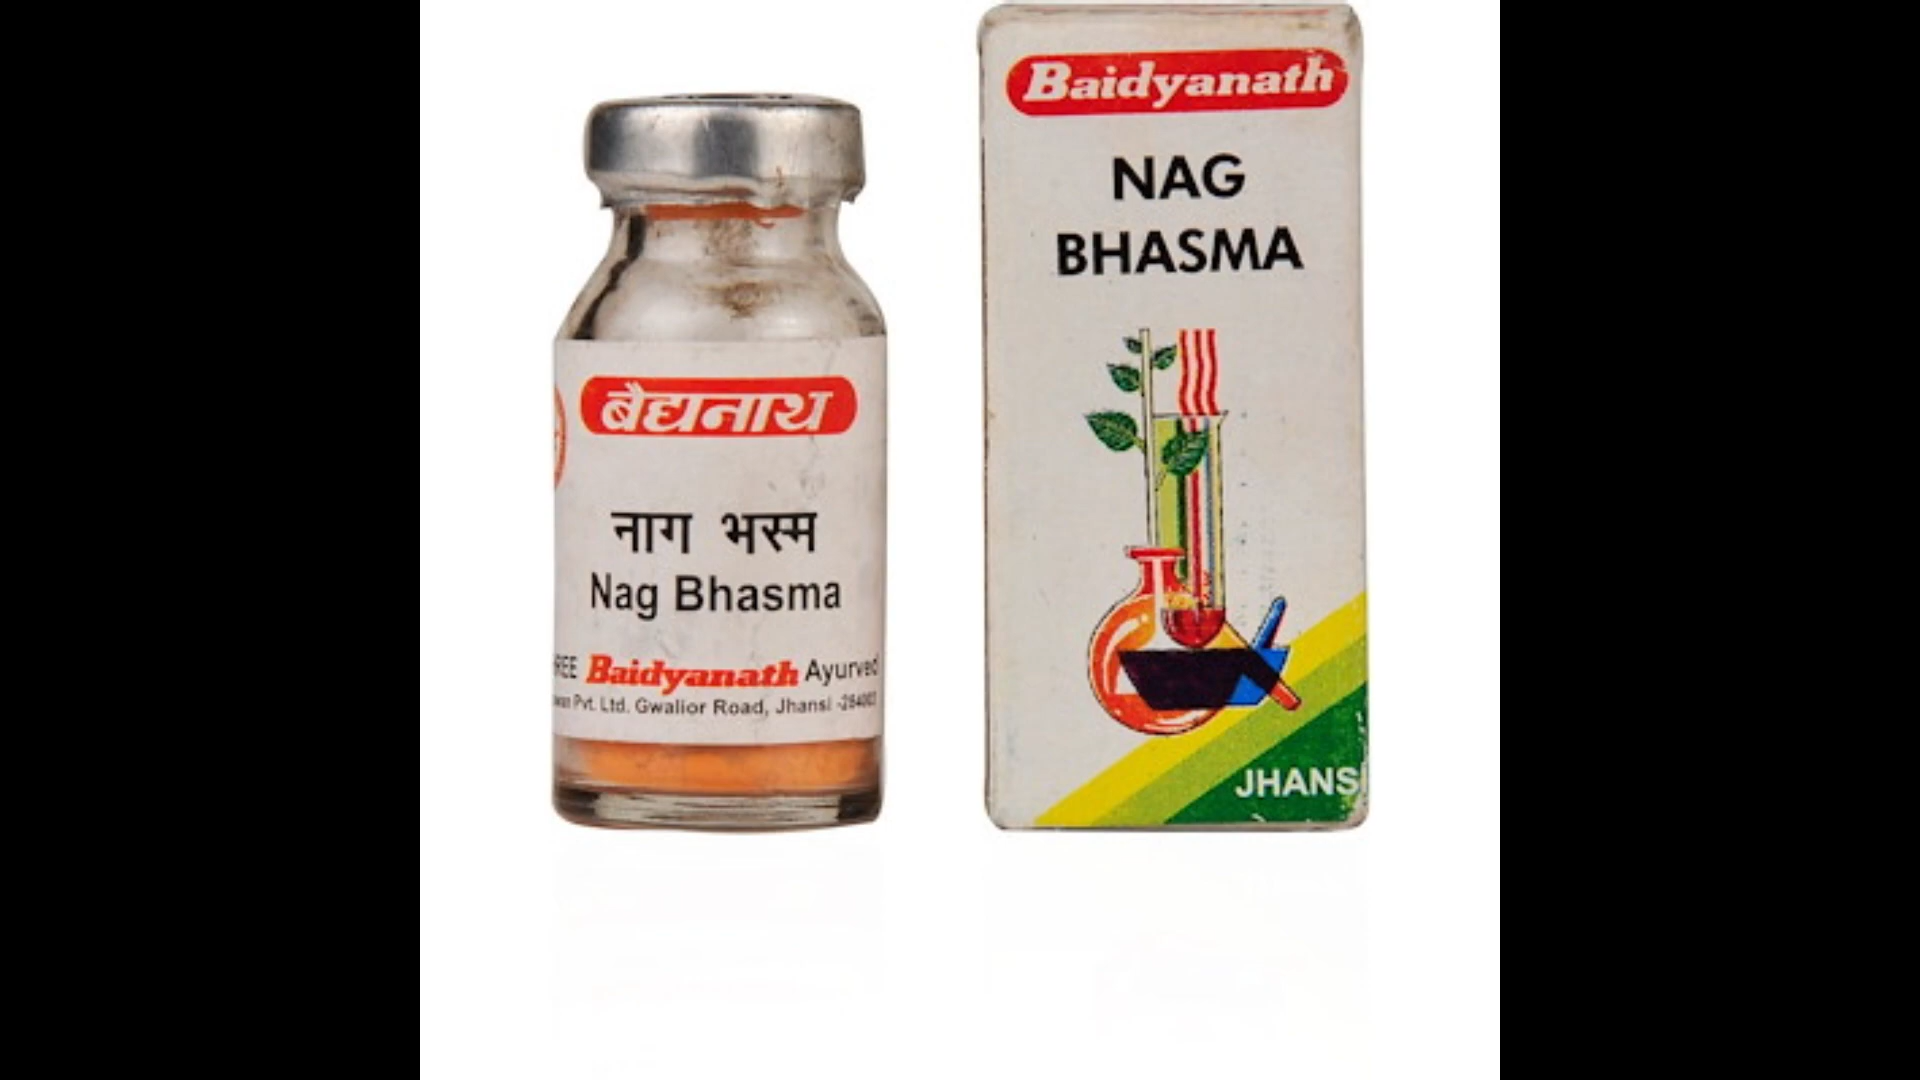 बैद्यनाथ
नाग भस्म
Nag Bhasma
Baidyanath Ayurved
Pvt. Ltd. Gwalior Road, Jhansi
Baidyanath
NAG
BHASMA
JHANSI